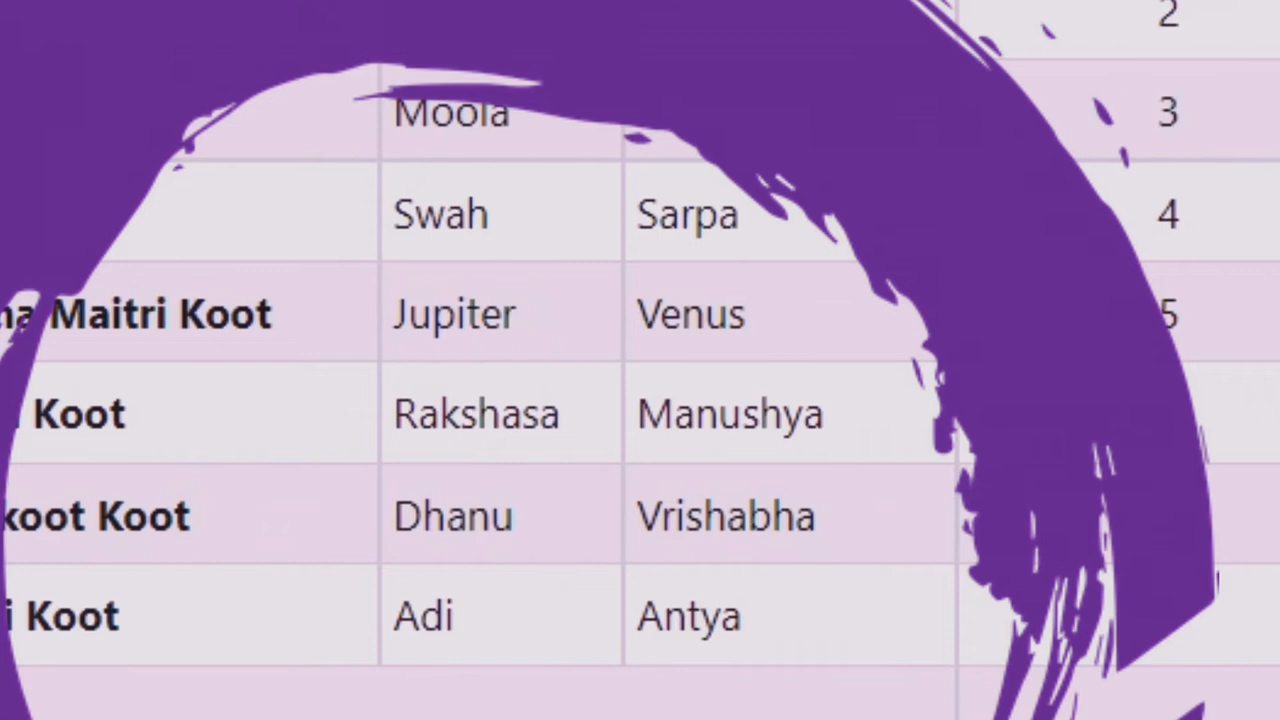 2
Moola 3
Swah Sarpa 4
Maitri Koot Jupiter Venus 5
Koot Rakshasa Manushya
Koot Dhanu Vrishabha
Koot Adi Antya